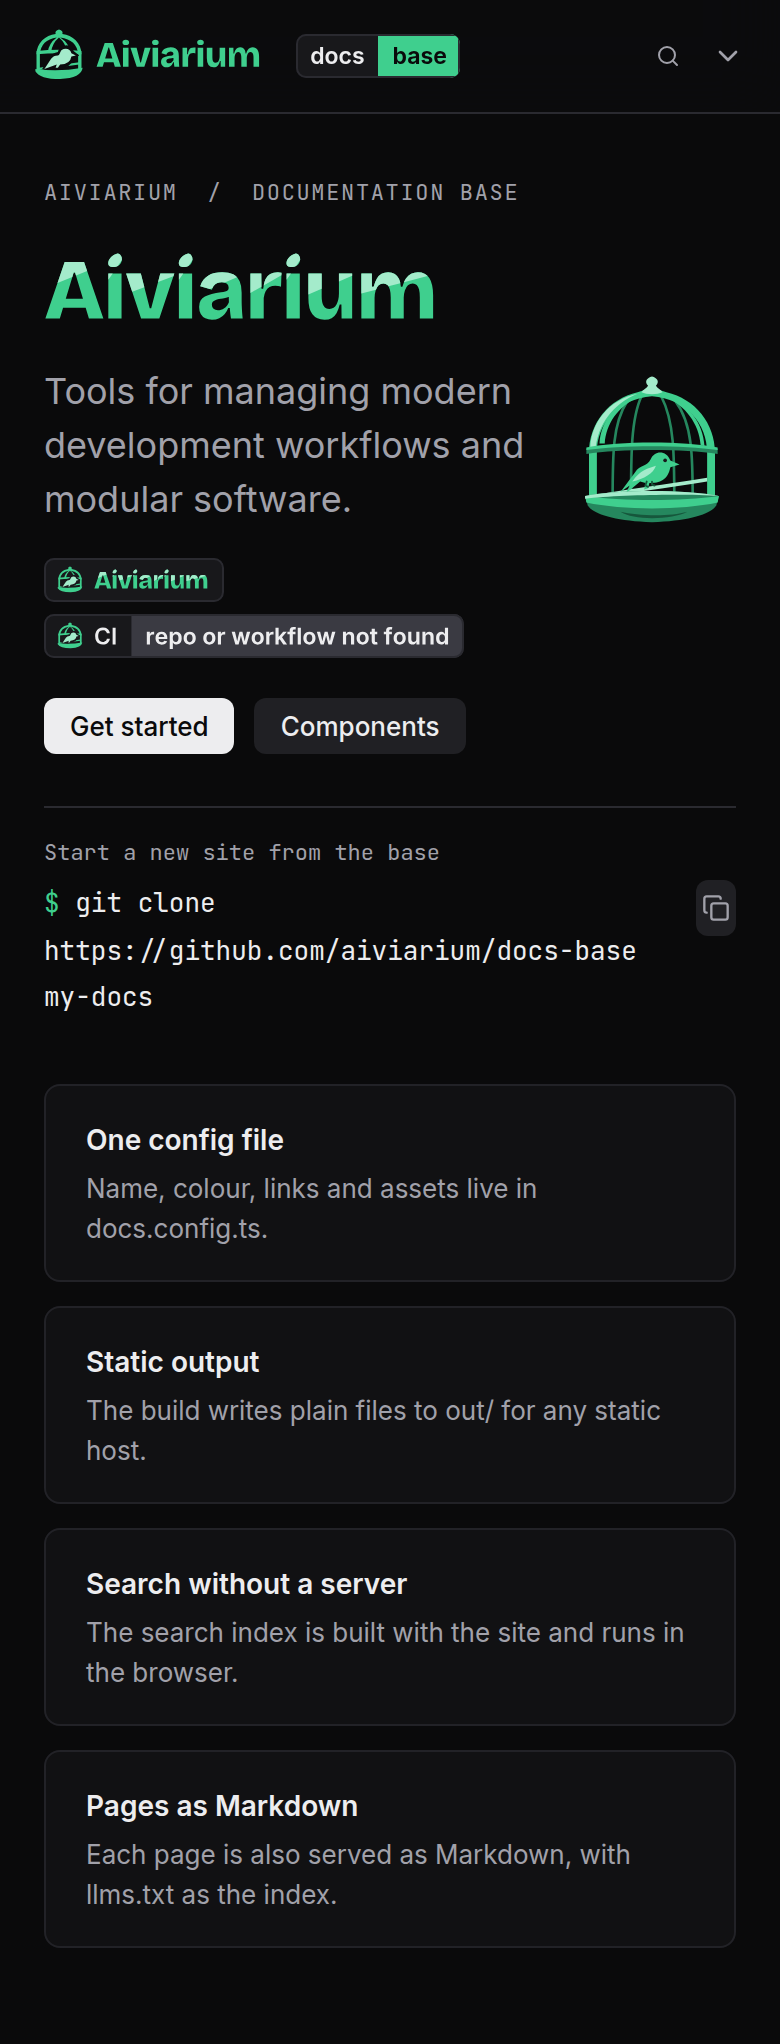 Aiviarium docs base
AIVIARIUM / DOCUMENTATION BASE
Aiviarium
Tools for managing modern
development workflows and
modular software.
Aiviarium
CI repo or workflow not found
Get started Components
Start a new site from the base
$ git clone
https://github.com/aiviarium/docs-base
my-docs
One config file
Name, colour, links and assets live in
docs.config.ts.
Static output
The build writes plain files to out/ for any static
host.
Search without a server
The search index is built with the site and runs in
the browser.
Pages as Markdown
Each page is also served as Markdown, with
llms.txt as the index.